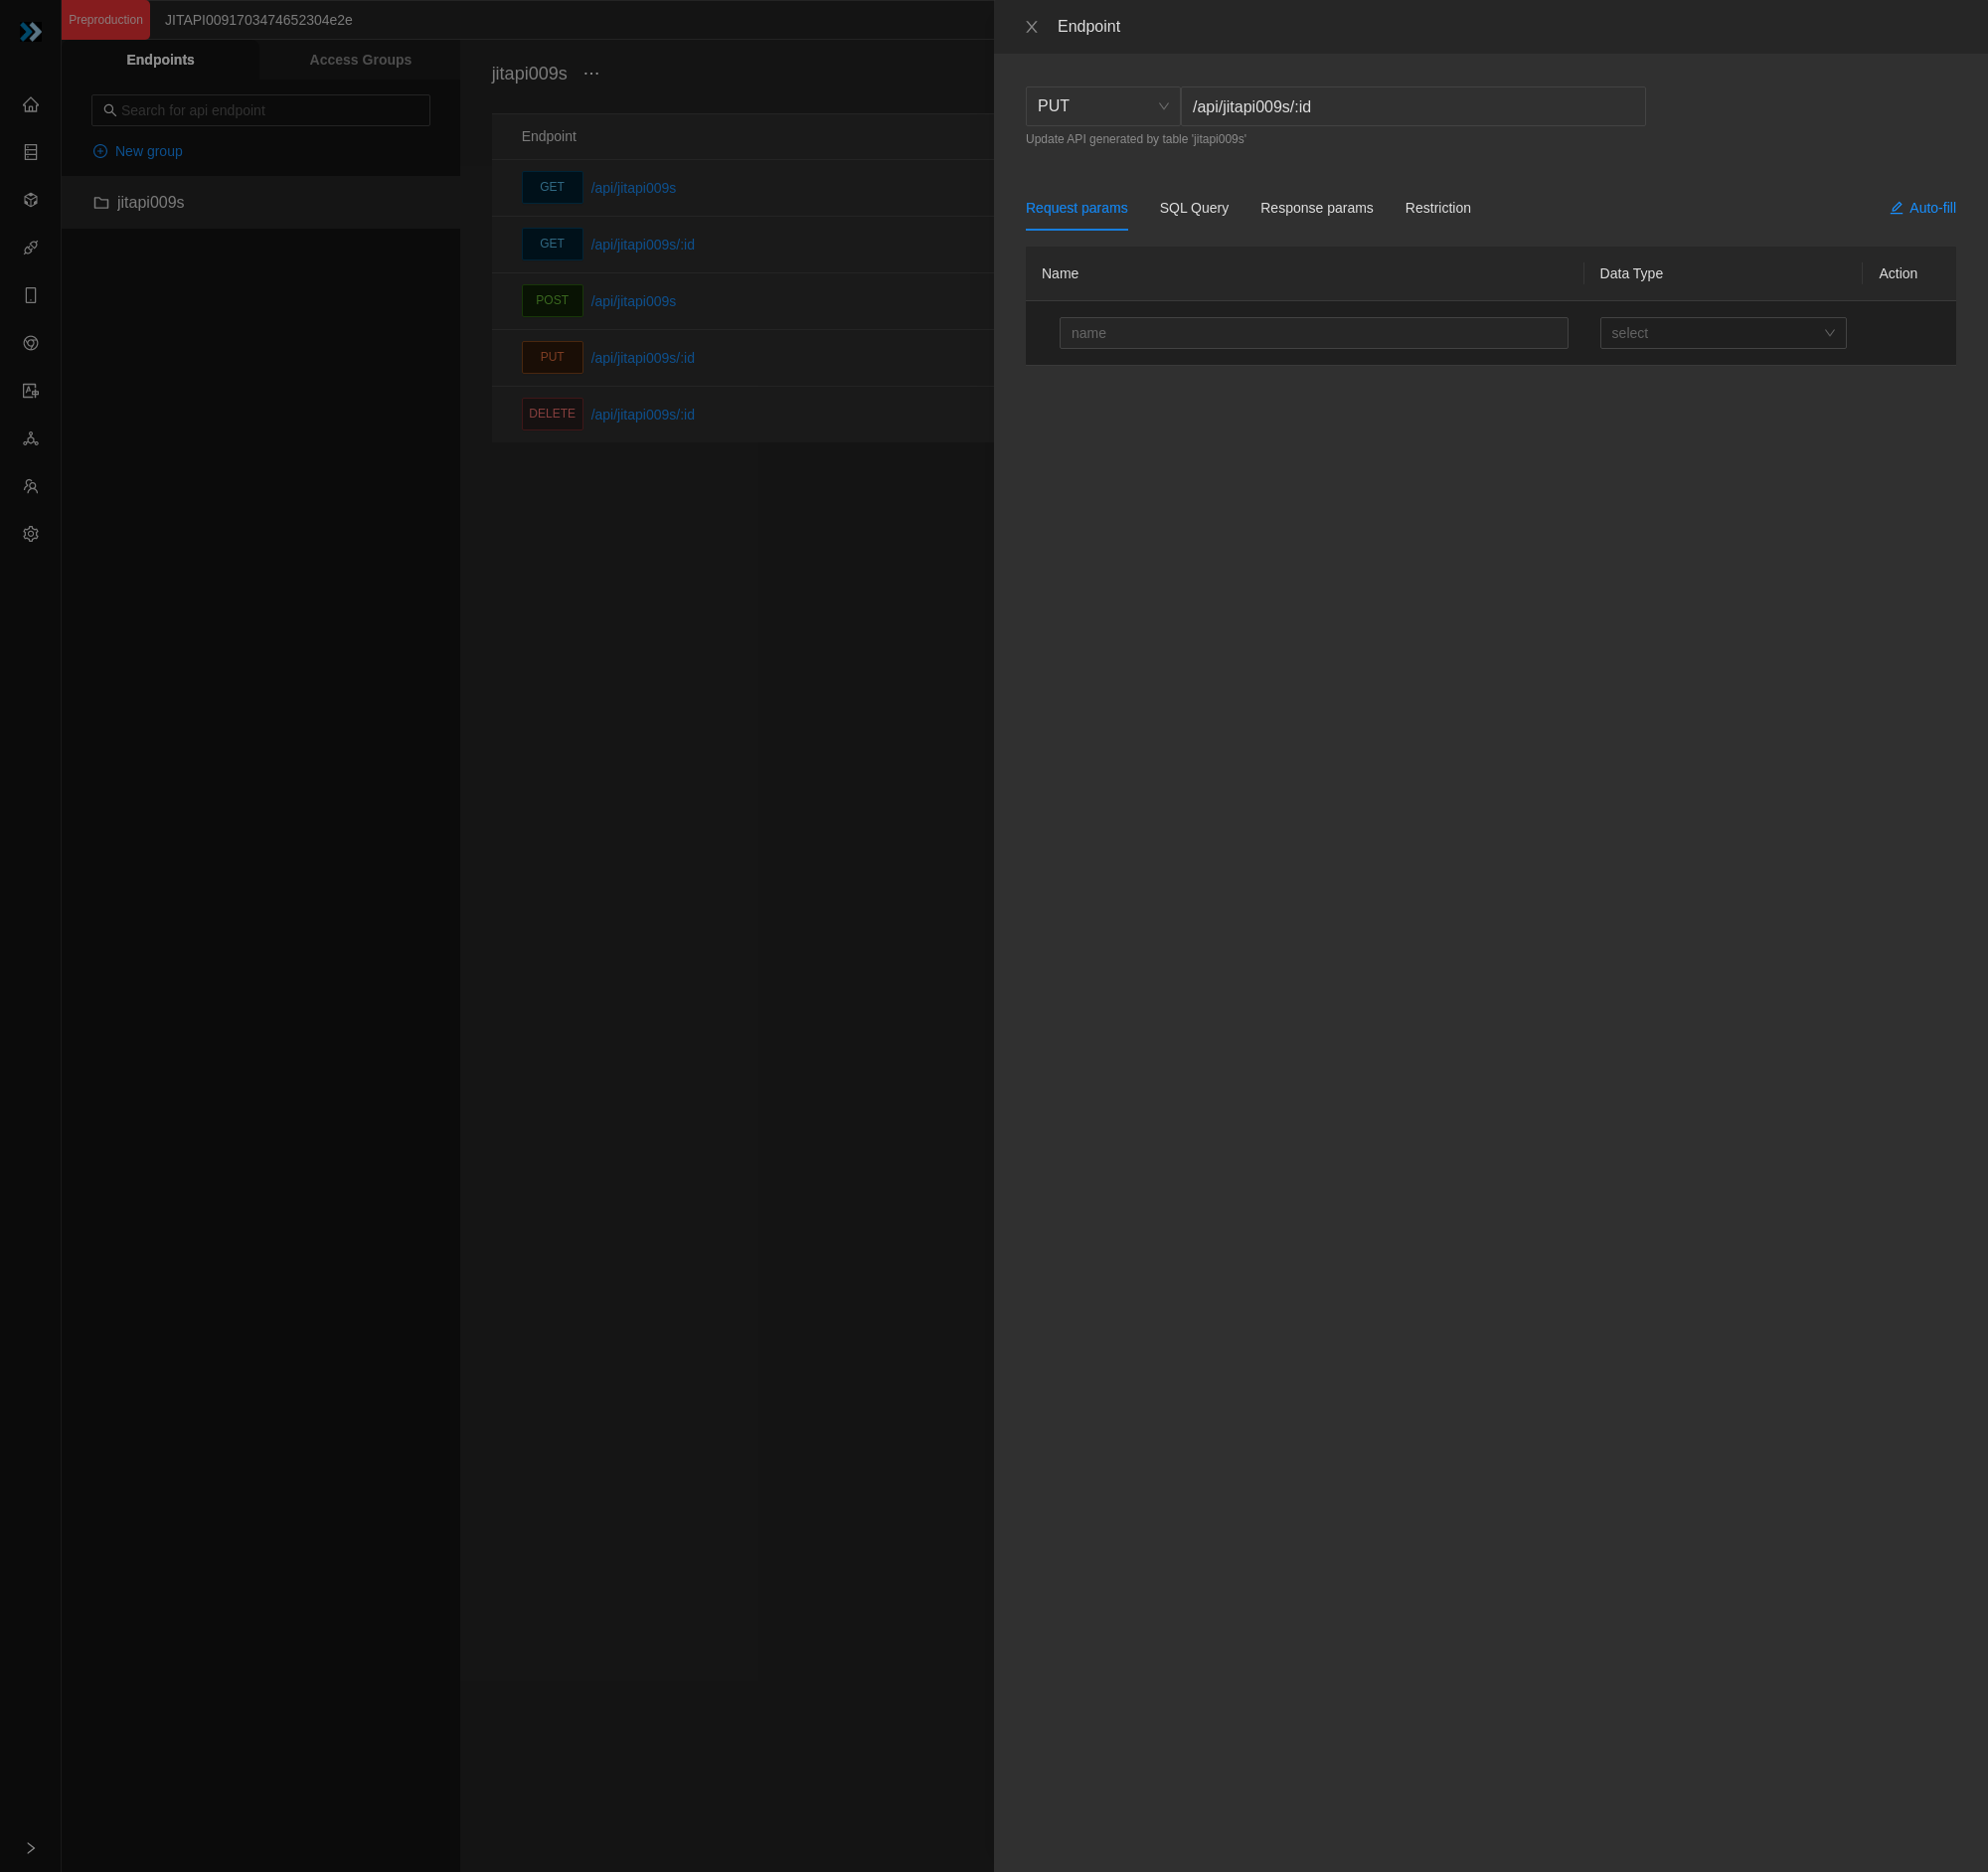 Preproduction JITAPI0091703474652304e2e
Endpoints Access Groups
Search for api endpoint
New group
jitapi009s
jitapi009s ···
Endpoint
GET /api/jitapi009s
GET /api/jitapi009s/:id
POST /api/jitapi009s
PUT /api/jitapi009s/:id
DELETE /api/jitapi009s/:id
Endpoint
PUT /api/jitapi009s/:id
Update API generated by table 'jitapi009s'
Request params SQL Query Response params Restriction Auto-fill
Name Data Type Action
name select